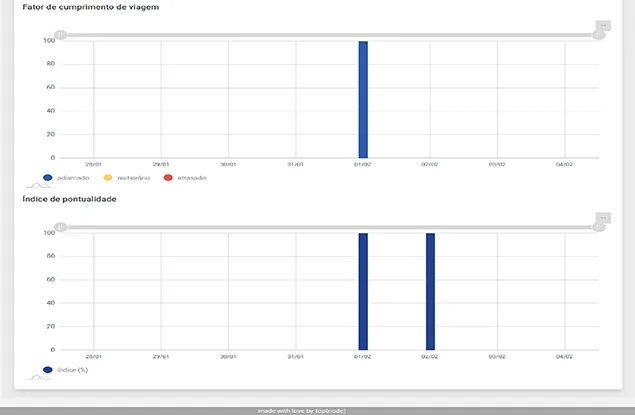 Fator de cumprimento de viagem
100
80
60
40
20
0
28/01 29/01 30/01 31/01 01/02 02/02 03/02 04/02
adiantado no horário atrasado
Índice de pontualidade
100
80
60
40
20
0
28/01 29/01 30/01 31/01 01/02 02/02 03/02 04/02
Índice (%)
made with love by top(node)